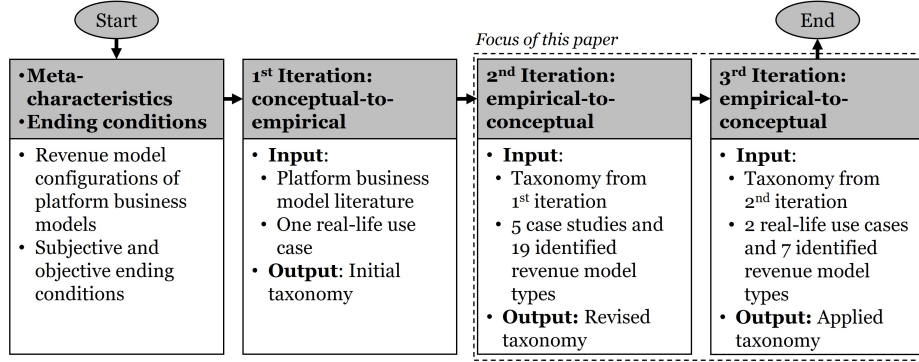 Start
End
Focus of this paper
•Meta-
characteristics
•Ending conditions
• Revenue model
configurations of
platform business
models
• Subjective and
objective ending
conditions
1st Iteration:
conceptual-to-
empirical
• Input:
• Platform business
model literature
• One real-life use
case
• Output: Initial
taxonomy
2nd Iteration:
empirical-to-
conceptual
• Input:
• Taxonomy from
1st iteration
• 5 case studies and
19 identified
revenue model
types
• Output: Revised
taxonomy
3rd Iteration:
empirical-to-
conceptual
• Input:
• Taxonomy from
2nd iteration
• 2 real-life use cases
and 7 identified
revenue model
types
• Output: Applied
taxonomy